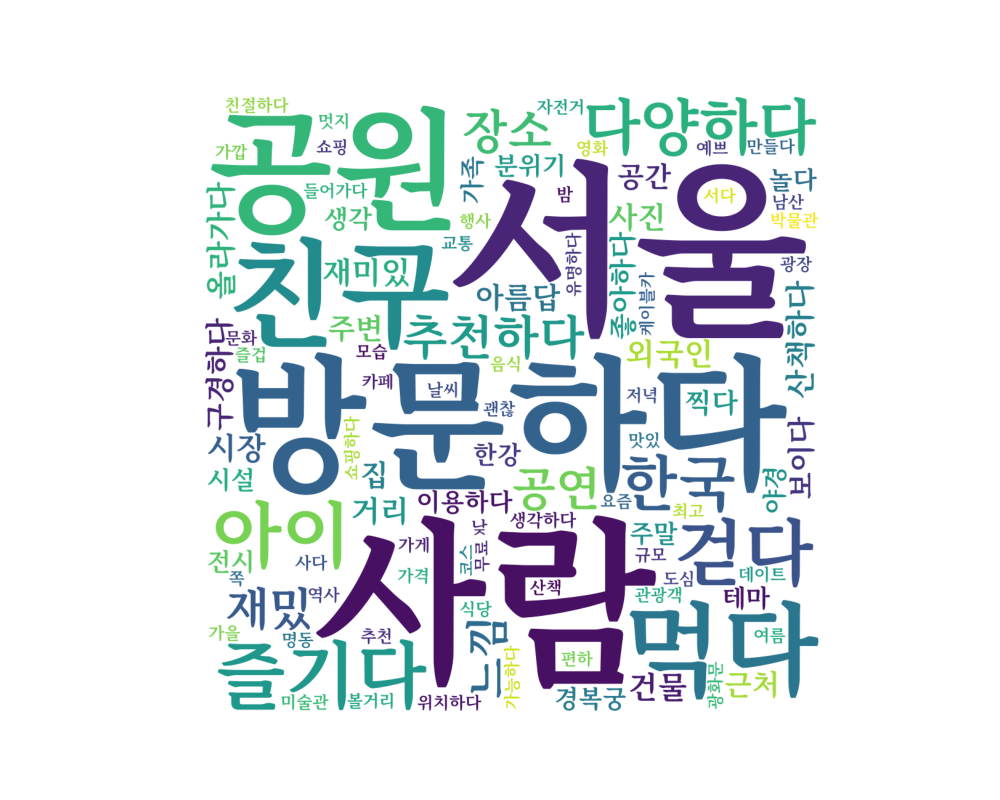 친절하다
멋지
자전거
다양하다
공원
장소
쇼핑
영화
예쁘
만들다
가깝
분위기
가족
공간
놀다
들어가다
밤
서울
서다
남산
올라가다
생각
행사
사진
박물관
교통
친구
재미있
유명하다
좋아하다
광장
아름답
케이블카
산책하다
구경하다
문화
주변
추천하다
즐겁
모습
외국인
음식
방문하다
카페
날씨
괜찮
저녁
찍다
쇼핑하다
맛있
보이다
시장
한강
한국
시설
집
공연
야경
이용하다
요즘
최고
아이
거리
생각하다
낮
주말
걷다
전시
사다
가게
코스
무료
규모
쪽
사람
가격
산책
도심
데이트
재밌
역사
식당
관광객
테마
가을
명동
추천
느낌
먹다
여름
즐기다
편하
가능하다
건물
광화문
근처
미술관
볼거리
위치하다
경복궁